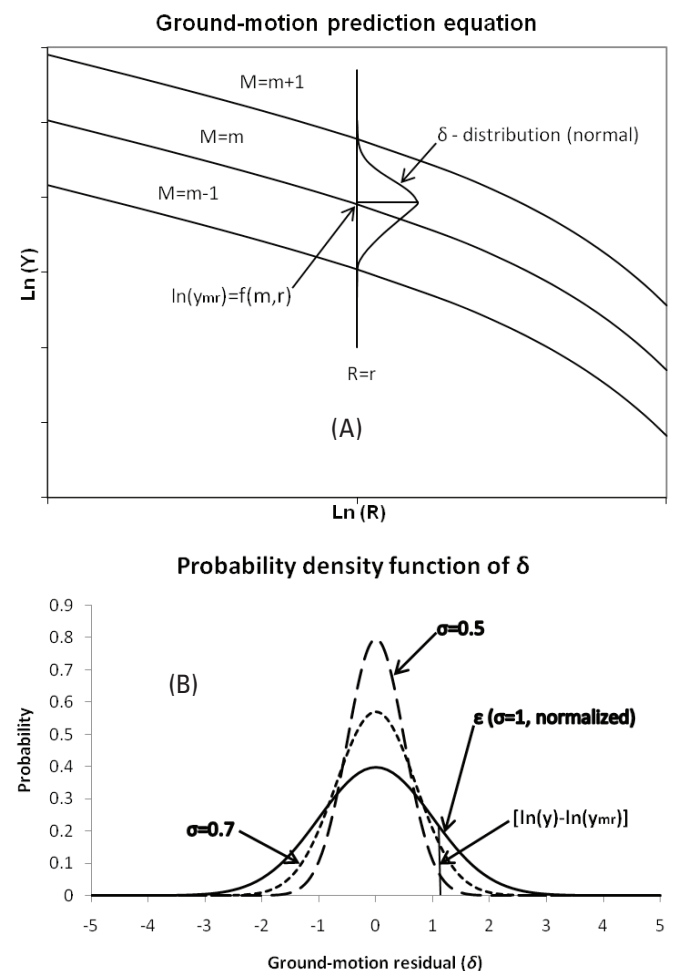 Ground-motion prediction equation
M=m+1
δ - distribution (normal)
M=m
M=m-1
Ln (Y)
ln(ymr)=f(m,r)
R=r
(A)
Ln (R)
Probability density function of δ
0.9
0.8
0.7
0.6
0.5
0.4
0.3
0.2
0.1
0
Probability
(B)
σ=0.5
ε (σ=1, normalized)
[ln(y)-ln(ymr)]
σ=0.7
-5 -4 -3 -2 -1 0 1 2 3 4 5
Ground-motion residual (δ)